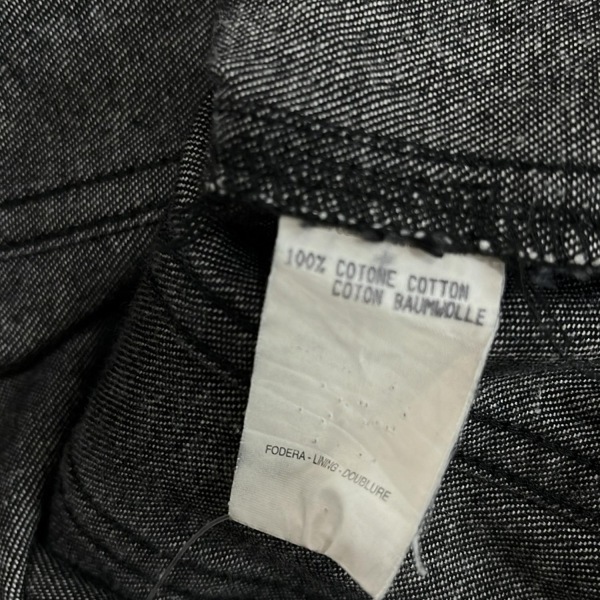 100% COTONE COTTON
COTON BAUMWOLLE
FODERA - LINING - DOUBLURE